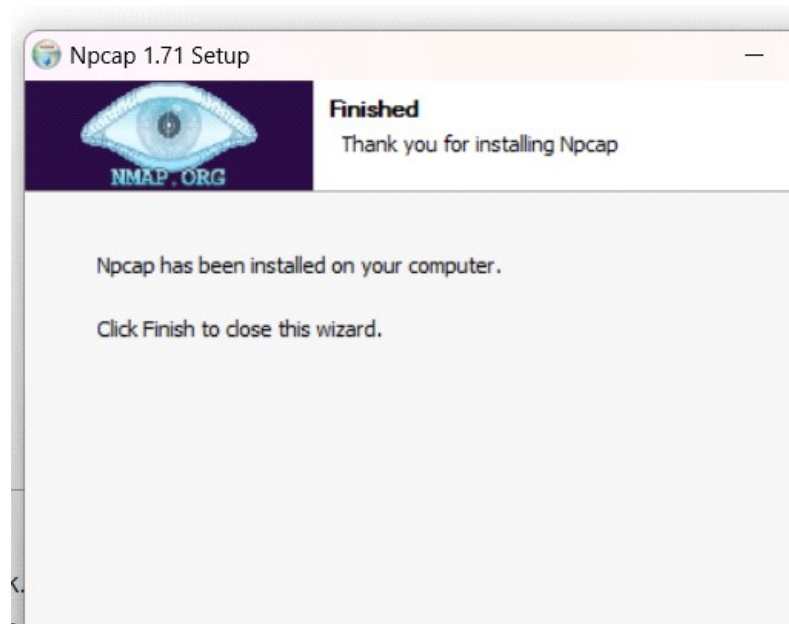 Npcap 1.71 Setup
Finished
Thank you for installing Npcap
NMAP.ORG
Npcap has been installed on your computer.
Click Finish to close this wizard.
K.